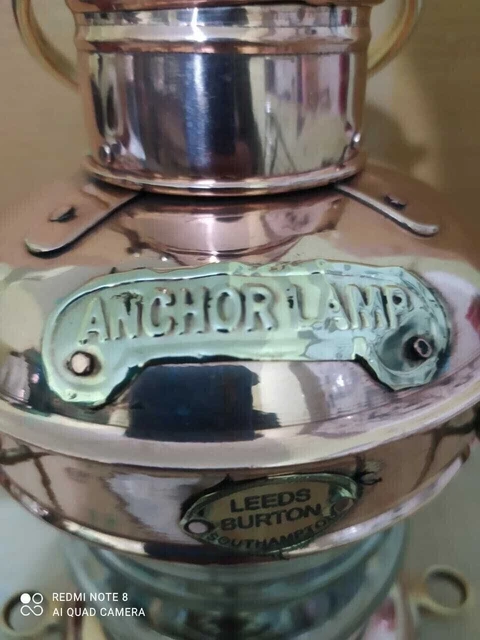 ANCHOR LAMP
LEEDS
BURTON
SOUTHAMPTON
REDMI NOTE 8
AI QUAD CAMERA